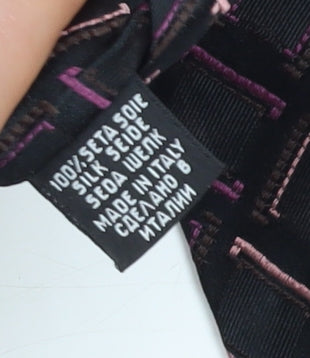 100% SETA SOIE
SILK SEIDE
SEDA ШЕЛК
MADE IN ITALY
СДЕЛАНО В
ИТАЛИИ